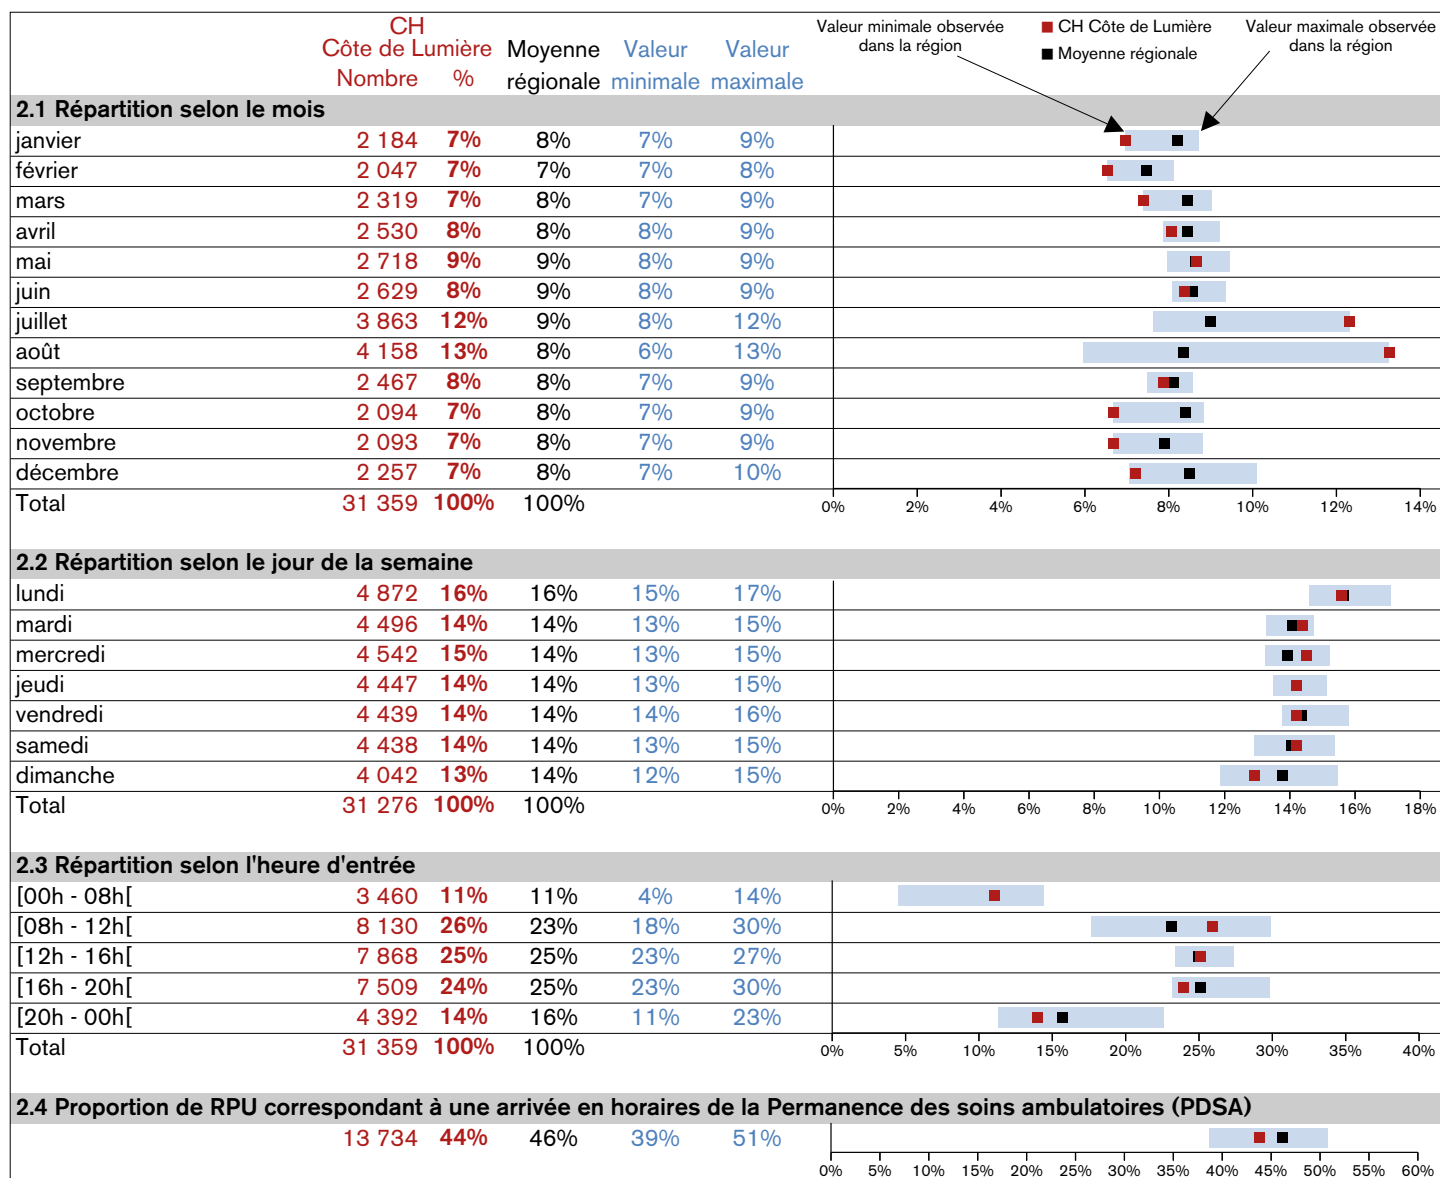 CH
Côte de Lumière Moyenne Valeur Valeur
Nombre % régionale minimale maximale
Valeur minimale observée
dans la région
CH Côte de Lumière
Moyenne régionale
Valeur maximale observée
dans la région
2.1 Répartition selon le mois
janvier 2 184 7% 8% 7% 9%
février 2 047 7% 7% 7% 8%
mars 2 319 7% 8% 7% 9%
avril 2 530 8% 8% 8% 9%
mai 2 718 9% 9% 8% 9%
juin 2 629 8% 9% 8% 9%
juillet 3 863 12% 9% 8% 12%
août 4 158 13% 8% 6% 13%
septembre 2 467 8% 8% 7% 9%
octobre 2 094 7% 8% 7% 9%
novembre 2 093 7% 8% 7% 9%
décembre 2 257 7% 8% 7% 10%
Total 31 359 100% 100%
0% 2% 4% 6% 8% 10% 12% 14%
2.2 Répartition selon le jour de la semaine
lundi 4 872 16% 16% 15% 17%
mardi 4 496 14% 14% 13% 15%
mercredi 4 542 15% 14% 13% 15%
jeudi 4 447 14% 14% 13% 15%
vendredi 4 439 14% 14% 14% 16%
samedi 4 438 14% 14% 13% 15%
dimanche 4 042 13% 14% 12% 15%
Total 31 276 100% 100%
0% 2% 4% 6% 8% 10% 12% 14% 16% 18%
2.3 Répartition selon l'heure d'entrée
[00h - 08h[ 3 460 11% 11% 4% 14%
[08h - 12h[ 8 130 26% 23% 18% 30%
[12h - 16h[ 7 868 25% 25% 23% 27%
[16h - 20h[ 7 509 24% 25% 23% 30%
[20h - 00h[ 4 392 14% 16% 11% 23%
Total 31 359 100% 100%
0% 5% 10% 15% 20% 25% 30% 35% 40%
2.4 Proportion de RPU correspondant à une arrivée en horaires de la Permanence des soins ambulatoires (PDSA)
13 734 44% 46% 39% 51%
0% 5% 10% 15% 20% 25% 30% 35% 40% 45% 50% 55% 60%